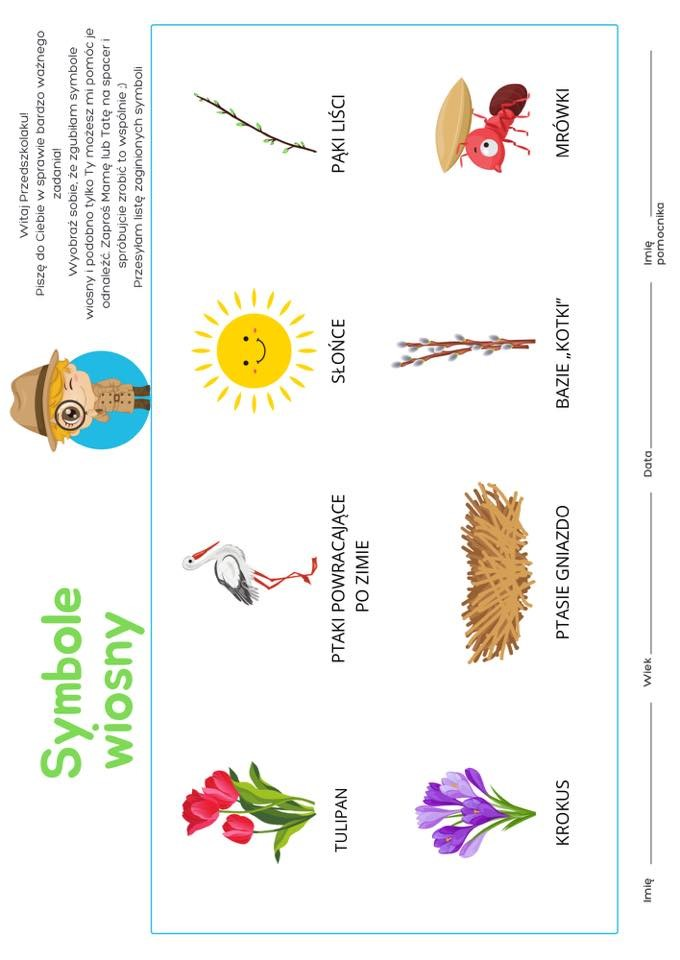 Symbole
wiosny
Witaj Przedszkolaku!
Piszę do Ciebie w sprawie bardzo ważnego
zadania!
Wyobraź sobie, że zgubiłam symbole
wiosny i podobno tylko Ty możesz mi pomóc je
odnaleźć. Zaproś Mamę lub Tatę na spacer i
spróbujcie zrobić to wspólnie ;)
Przesyłam listę zaginionych symboli
TULIPAN
PTAKI POWRACAJĄCE
PO ZIMIE
SŁOŃCE
PĄKI LIŚCI
KROKUS
PTASIE GNIAZDO
BAZIE „KOTKI”
MRÓWKI
Imię
Wiek
Data
Imię
pomocnika